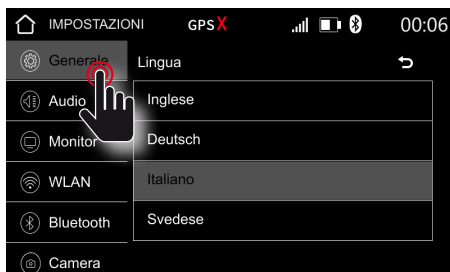 IMPOSTAZIONI GPS X 00:06
Generale
Lingua
Audio
Inglese
Monitor
Deutsch
WLAN
Italiano
Bluetooth
Svedese
Camera